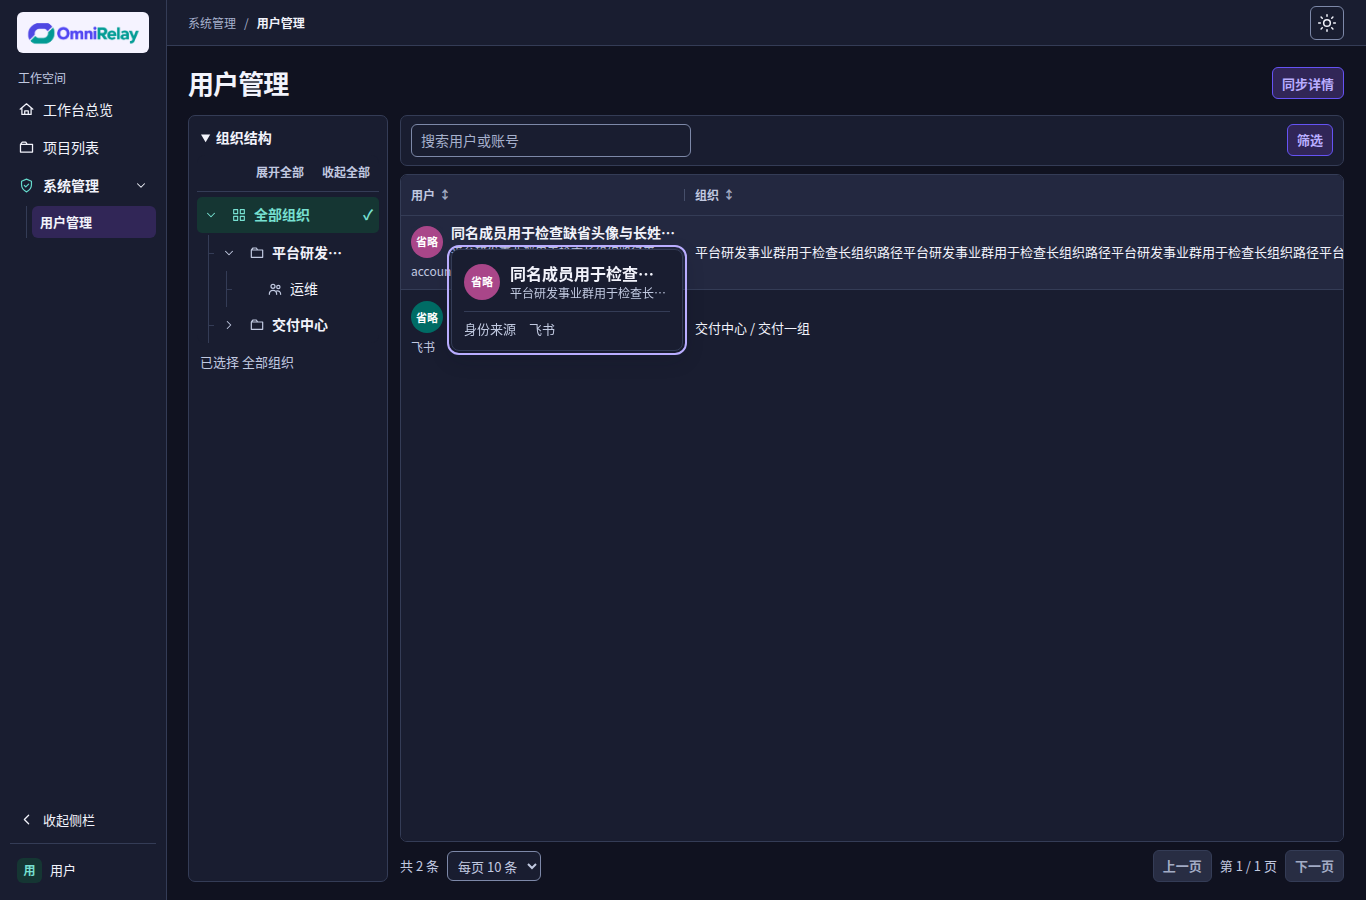 OmniRelay
工作空间
工作台总览
项目列表
系统管理
用户管理
收起侧栏
用 用户
系统管理 / 用户管理
用户管理
同步详情
▼ 组织结构
展开全部 收起全部
全部组织 ✓
平台研发…
运维
交付中心
已选择 全部组织
搜索用户或账号
筛选
用户 组织
省略 同名成员用于检查缺省头像与长姓…
accoun
平台研发事业群用于检查长组织路径平台研发事业群用于检查长组织路径平台研发事业群用于检查长组织路径平台
省略 同名成员用于检查…
平台研发事业群用于检查长…
身份来源 飞书
省略
飞书
交付中心 / 交付一组
共 2 条 每页 10 条
上一页 第 1 / 1 页 下一页